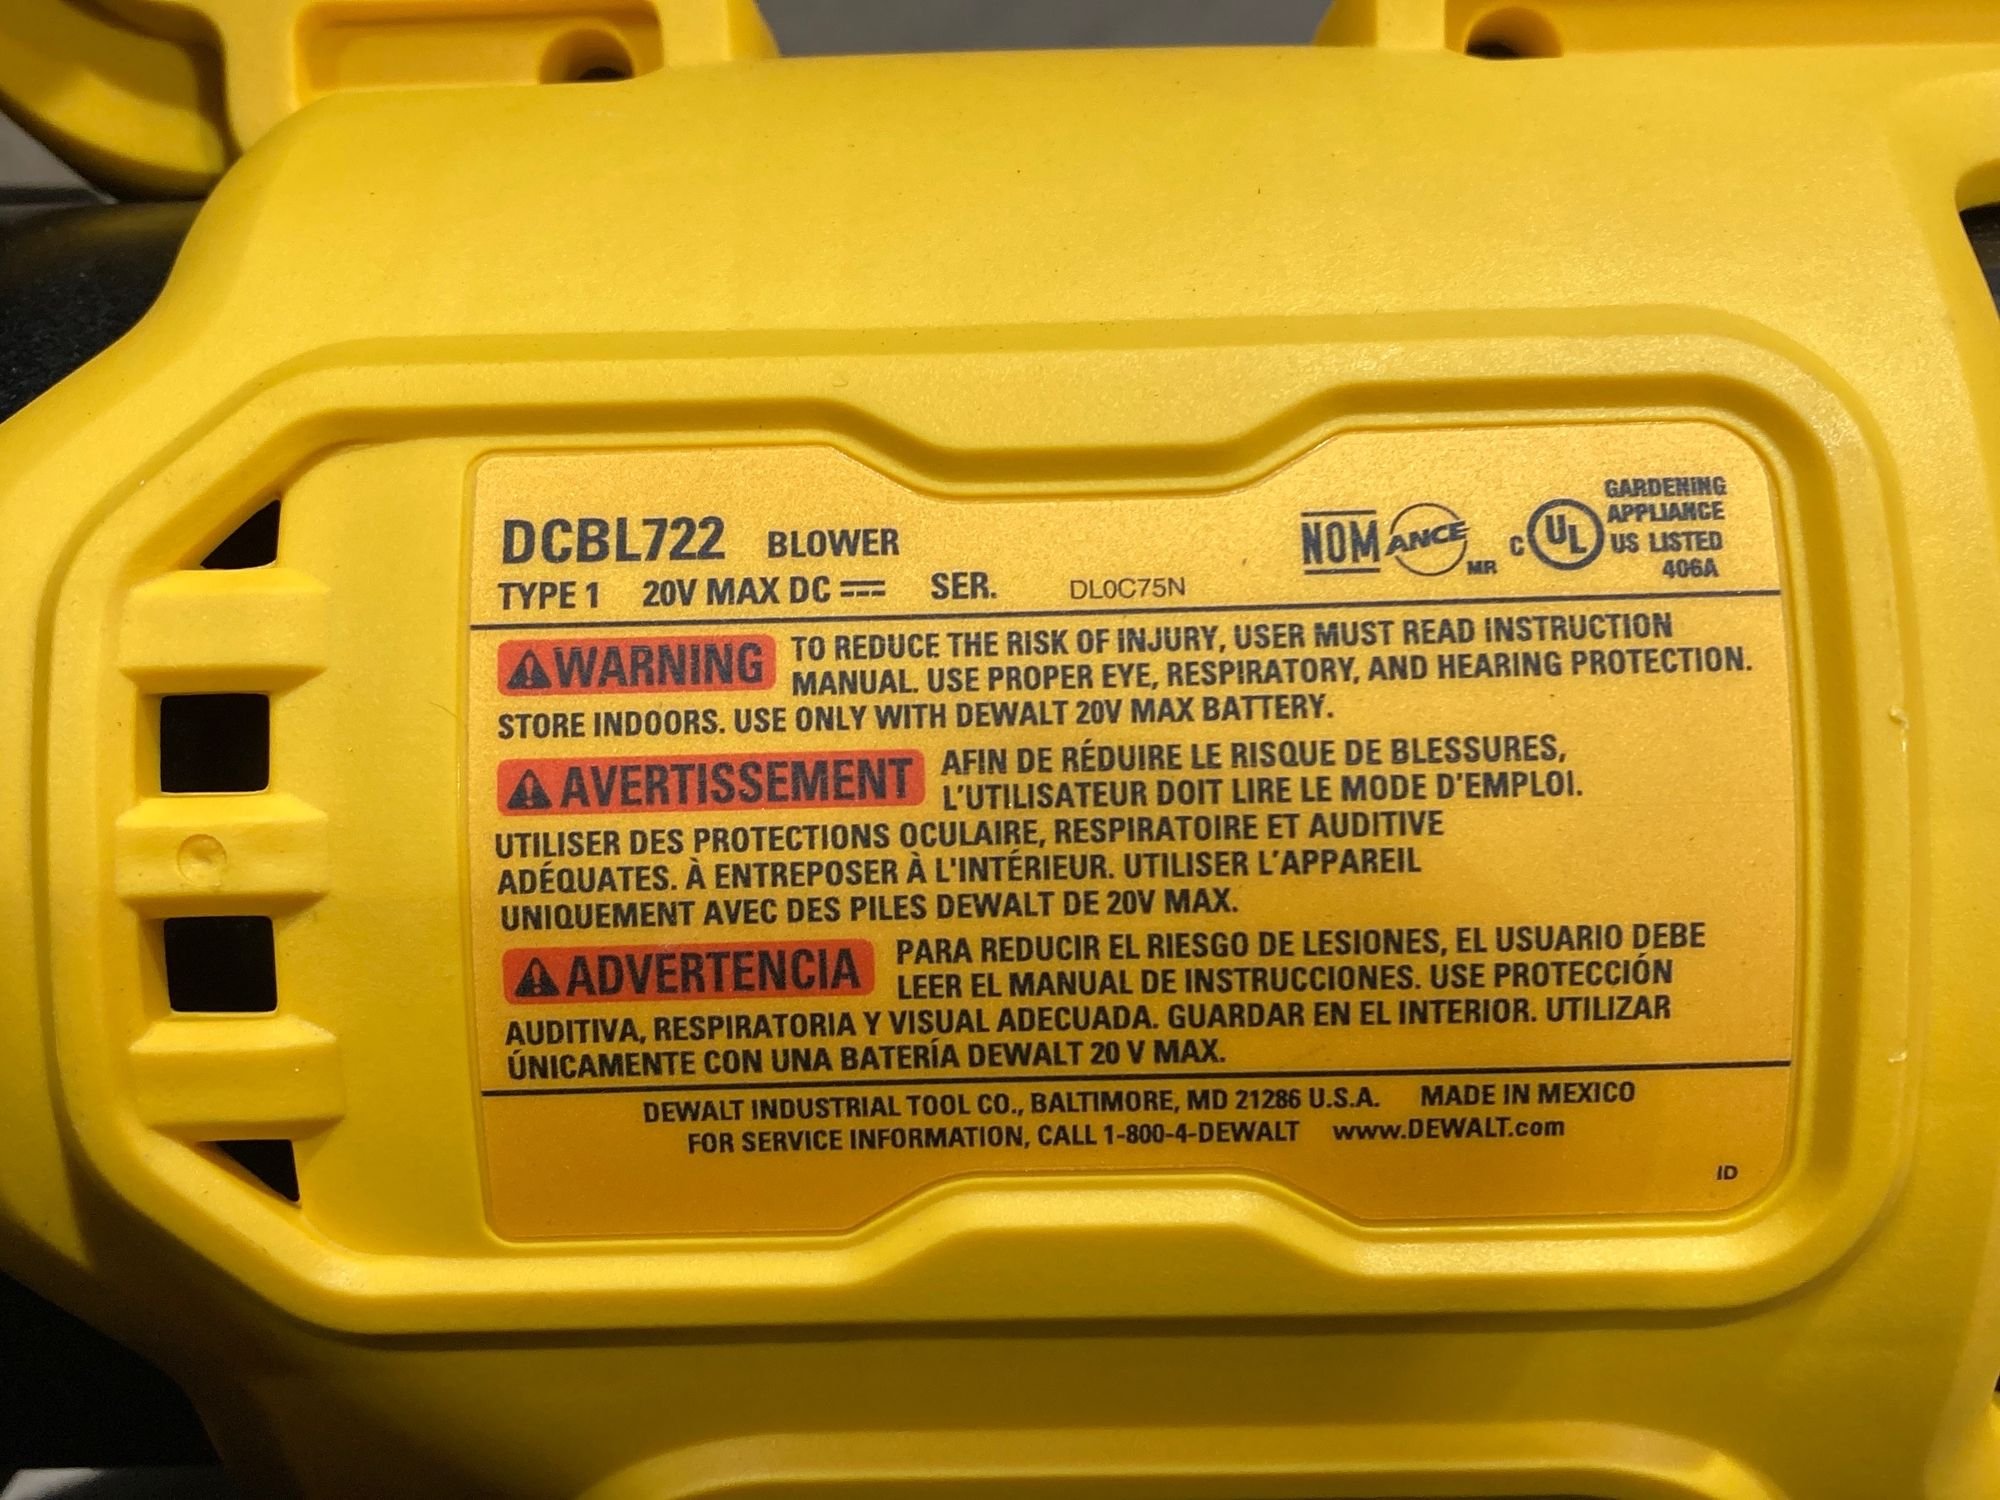 DCBL722 BLOWER
TYPE 1 20V MAX DC SER. DL0C75N
NOM ANCE MR
C UL US LISTED
GARDENING
APPLIANCE
406A
⚠WARNING TO REDUCE THE RISK OF INJURY, USER MUST READ INSTRUCTION
MANUAL. USE PROPER EYE, RESPIRATORY, AND HEARING PROTECTION.
STORE INDOORS. USE ONLY WITH DEWALT 20V MAX BATTERY.
⚠AVERTISSEMENT AFIN DE RÉDUIRE LE RISQUE DE BLESSURES,
L'UTILISATEUR DOIT LIRE LE MODE D'EMPLOI.
UTILISER DES PROTECTIONS OCULAIRE, RESPIRATOIRE ET AUDITIVE
ADÉQUATES. À ENTREPOSER À L'INTÉRIEUR. UTILISER L'APPAREIL
UNIQUEMENT AVEC DES PILES DEWALT DE 20V MAX.
⚠ADVERTENCIA PARA REDUCIR EL RIESGO DE LESIONES, EL USUARIO DEBE
LEER EL MANUAL DE INSTRUCCIONES. USE PROTECCIÓN
AUDITIVA, RESPIRATORIA Y VISUAL ADECUADA. GUARDAR EN EL INTERIOR. UTILIZAR
ÚNICAMENTE CON UNA BATERÍA DEWALT 20 V MAX.
DEWALT INDUSTRIAL TOOL CO., BALTIMORE, MD 21286 U.S.A. MADE IN MEXICO
FOR SERVICE INFORMATION, CALL 1-800-4-DEWALT www.DEWALT.com
ID